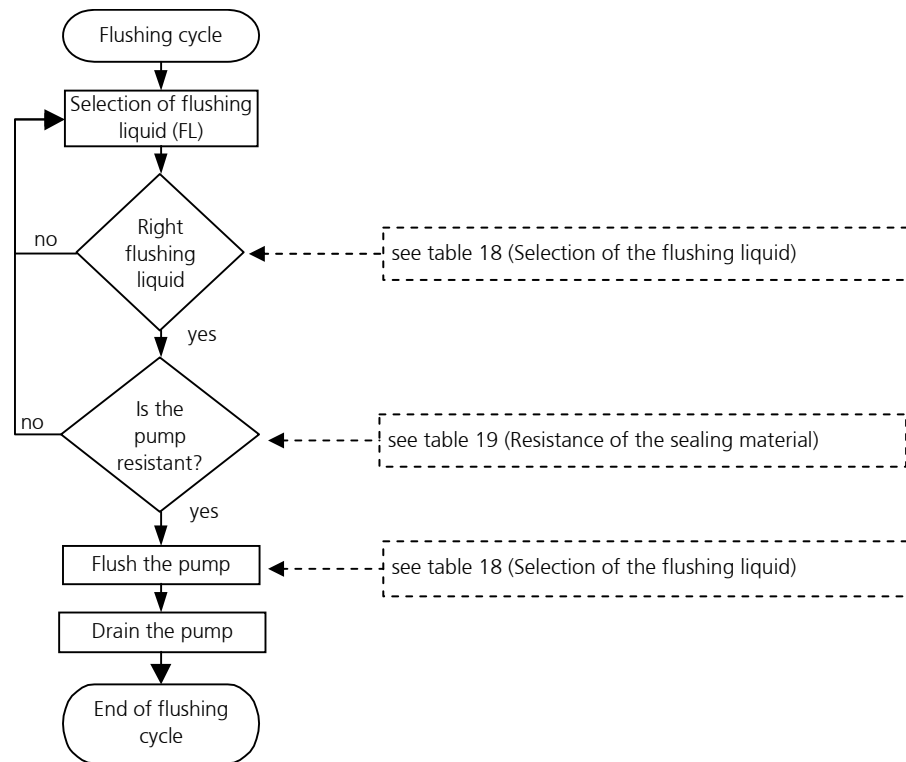 Flushing cycle
Selection of flushing
liquid (FL)
Right
flushing
liquid
no
see table 18 (Selection of the flushing liquid)
yes
Is the
pump
resistant?
no
see table 19 (Resistance of the sealing material)
yes
Flush the pump
see table 18 (Selection of the flushing liquid)
Drain the pump
End of flushing
cycle